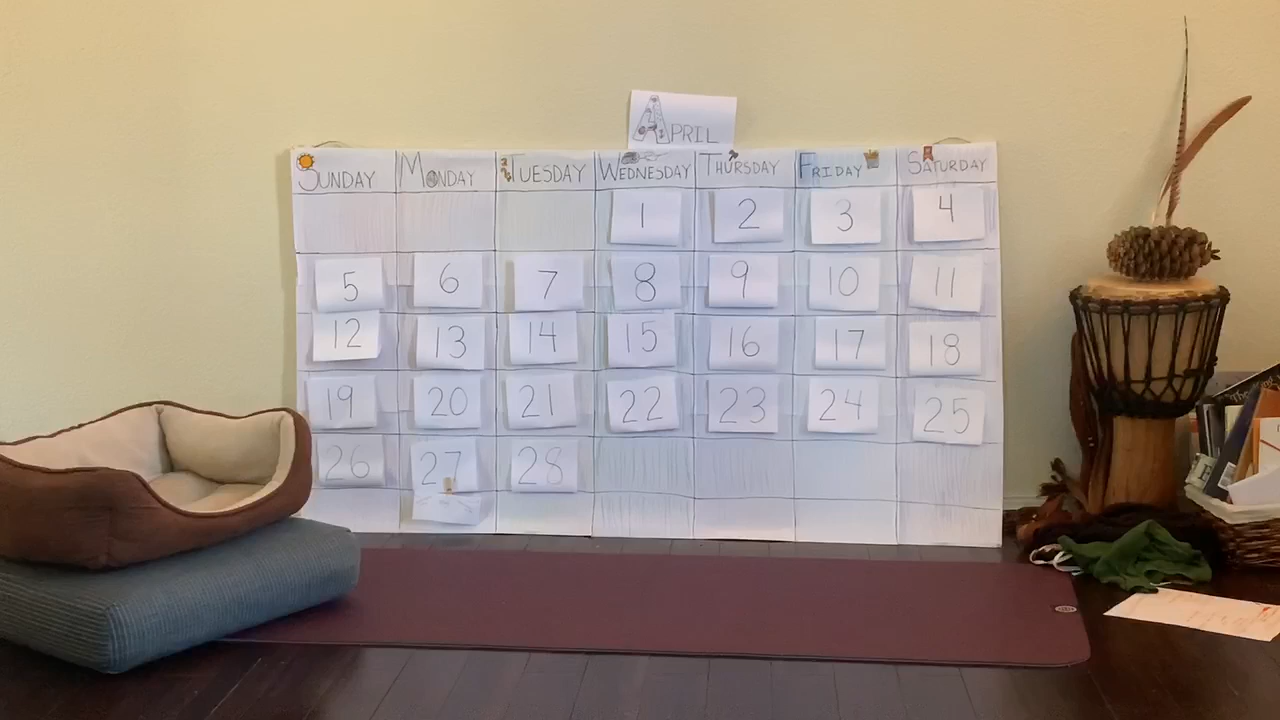 APRIL
SUNDAY MONDAY TUESDAY WEDNESDAY THURSDAY FRIDAY SATURDAY
1 2 3 4
5 6 7 8 9 10 11
12 13 14 15 16 17 18
19 20 21 22 23 24 25
26 27 28